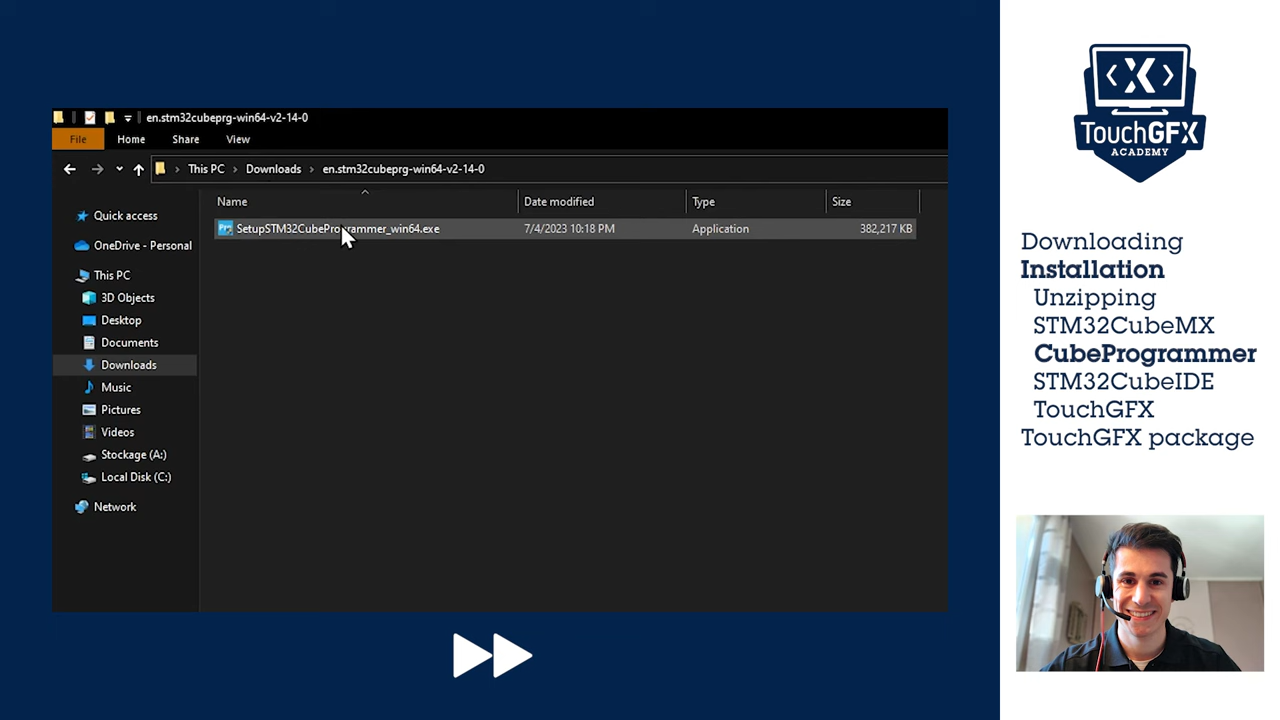 en.stm32cubeprg-win64-v2-14-0
File Home Share View
This PC Downloads en.stm32cubeprg-win64-v2-14-0
Name Date modified Type Size
SetupSTM32CubeProgrammer_win64.exe 7/4/2023 10:18 PM Application 382,217 KB
Quick access
OneDrive - Personal
This PC
3D Objects
Desktop
Documents
Downloads
Music
Pictures
Videos
Stockage (A:)
Local Disk (C:)
Network
X
TouchGFX
ACADEMY
Downloading
Installation
Unzipping
STM32CubeMX
CubeProgrammer
STM32CubeIDE
TouchGFX
TouchGFX package